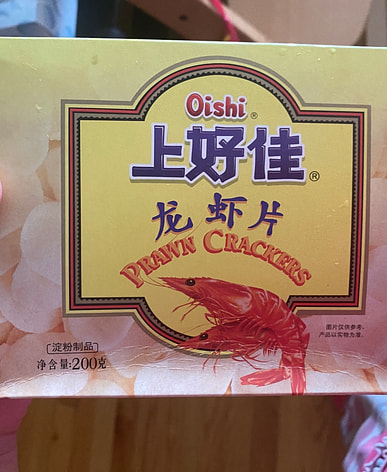 Oishi®
上好佳®
龙虾片
PRAWN CRACKERS
图片仅供参考，
产品以实物为准。
淀粉制品
净含量:200克